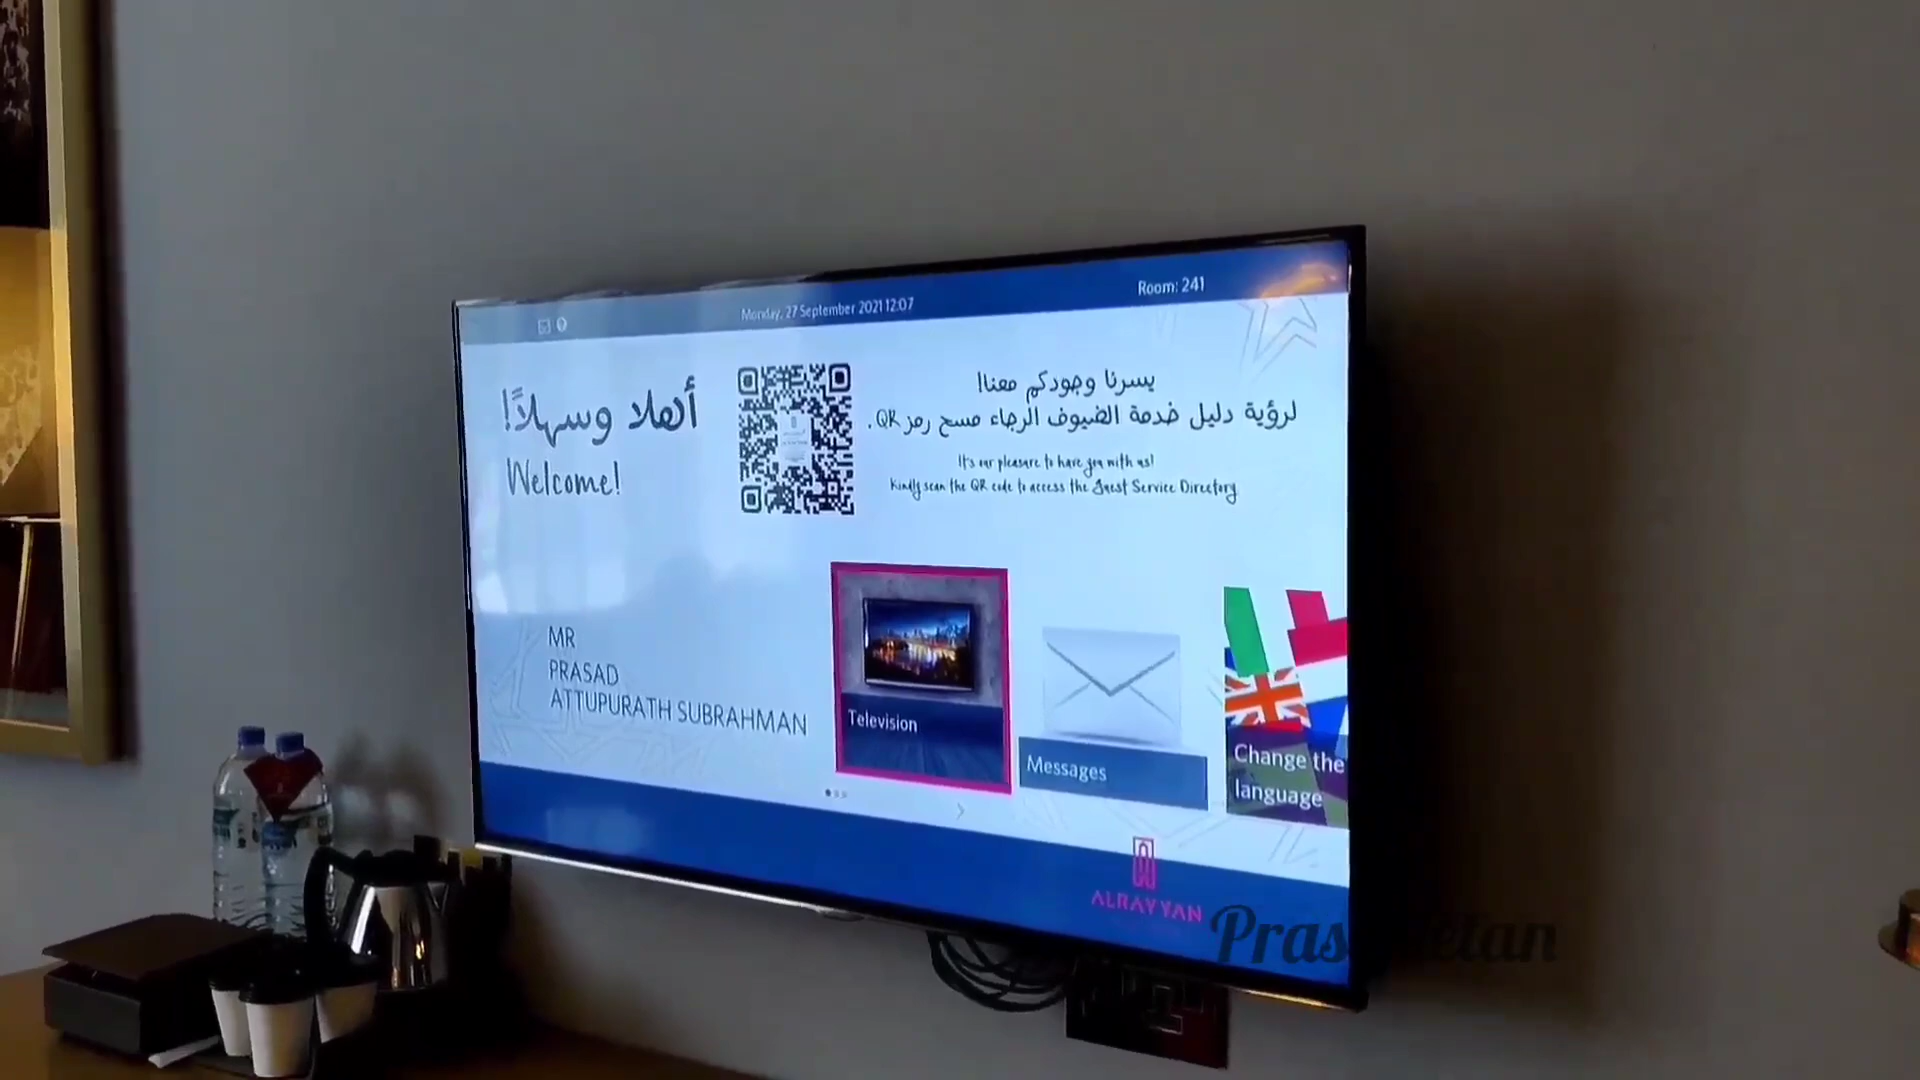 Monday, 27 September 2021 12:07
Room: 241
أهلا وسهلاً!
Welcome!
يسرنا وجودكم معنا!
لرؤية دليل خدمة الضيوف الرجاء مسح رمز QR.
It's our pleasure to have you with us!
Kindly scan the QR code to access the Guest Service Directory
MR
PRASAD
ATTUPURATH SUBRAHMAN
Television
Messages
Change the
language
ALRAYYAN